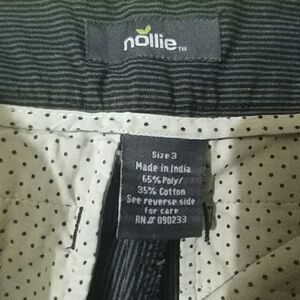 nollie TM
Size 3
Made in India
65% Poly/
35% Cotton
See reverse side
for care
RN# 090233